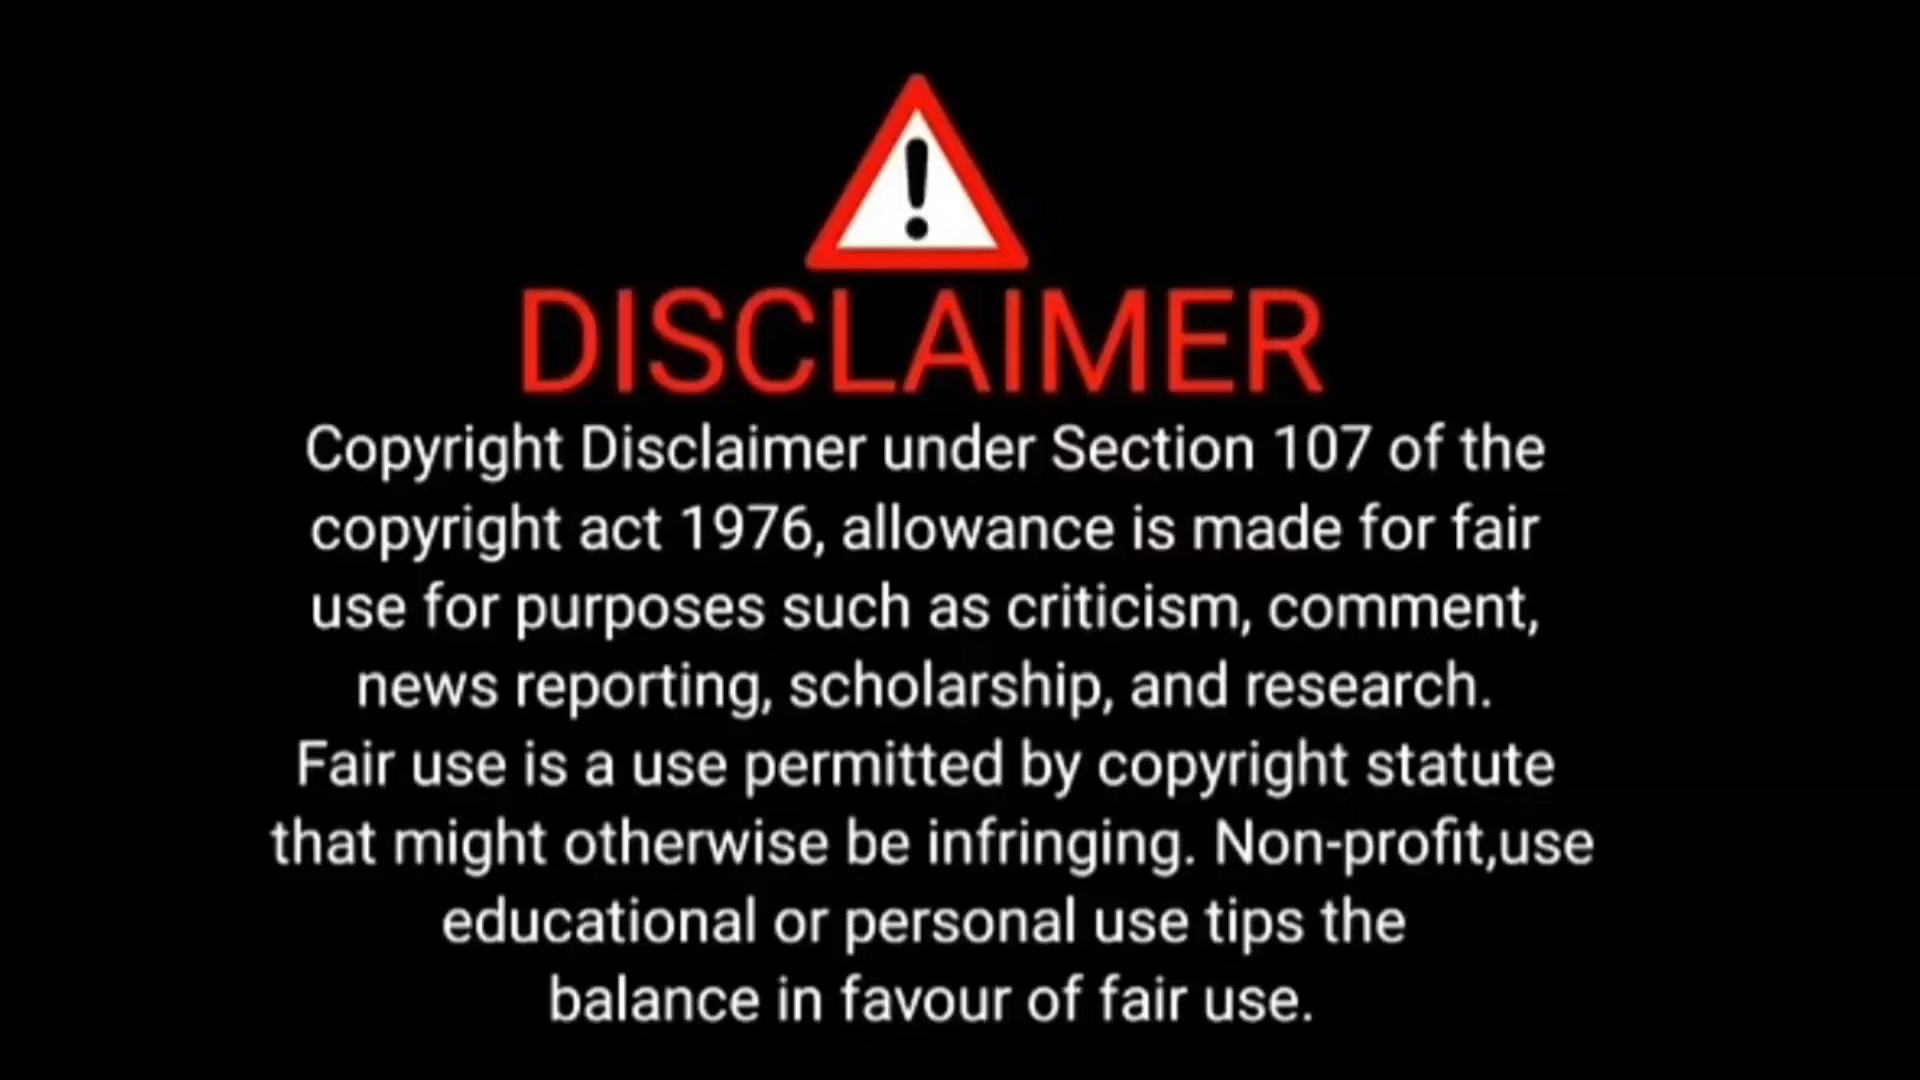 DISCLAIMER
Copyright Disclaimer under Section 107 of the
copyright act 1976, allowance is made for fair
use for purposes such as criticism, comment,
news reporting, scholarship, and research.
Fair use is a use permitted by copyright statute
that might otherwise be infringing. Non-profit,use
educational or personal use tips the
balance in favour of fair use.